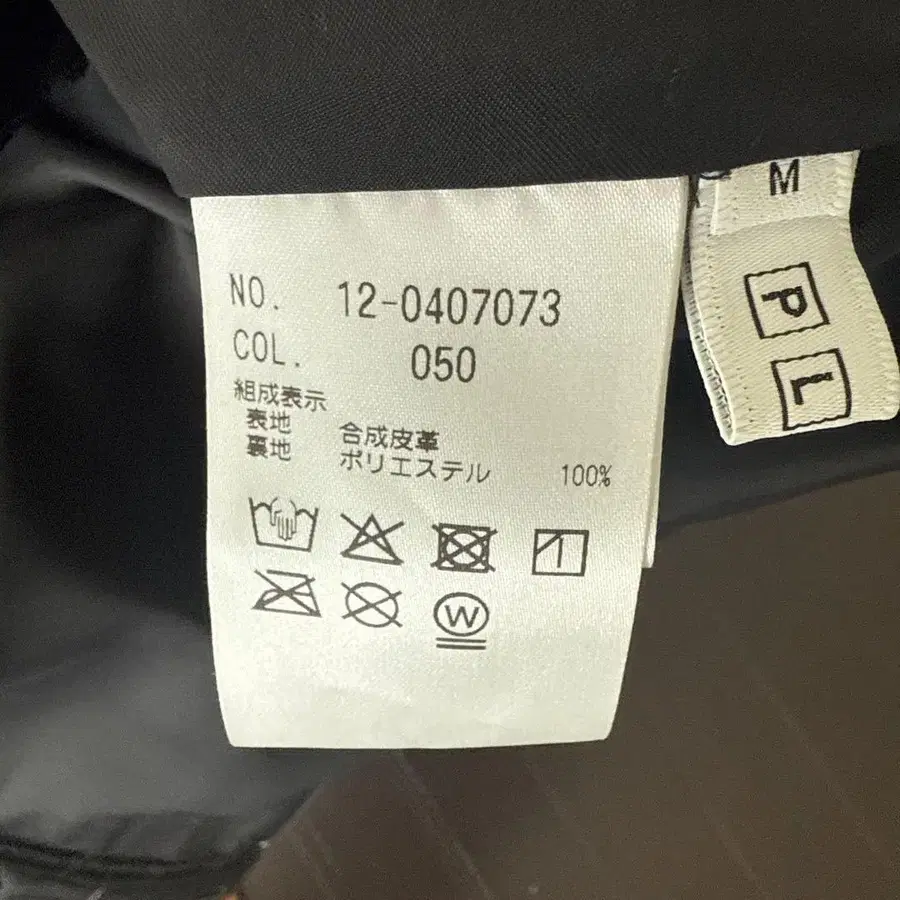 NO. 12-0407073
COL. 050
組成表示
表地 合成皮革
裏地 ポリエステル 100%
W
M
P
L